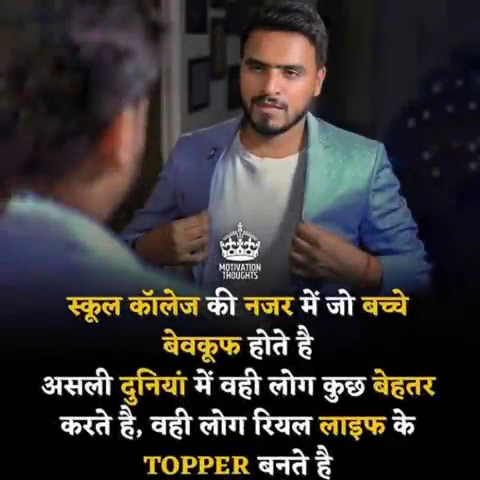 MOTIVATION
THOUGHTS
स्कूल कॉलेज की नजर में जो बच्चे
बेवकूफ होते है
असली दुनियां में वही लोग कुछ बेहतर
करते है, वही लोग रियल लाइफ के
TOPPER बनते है